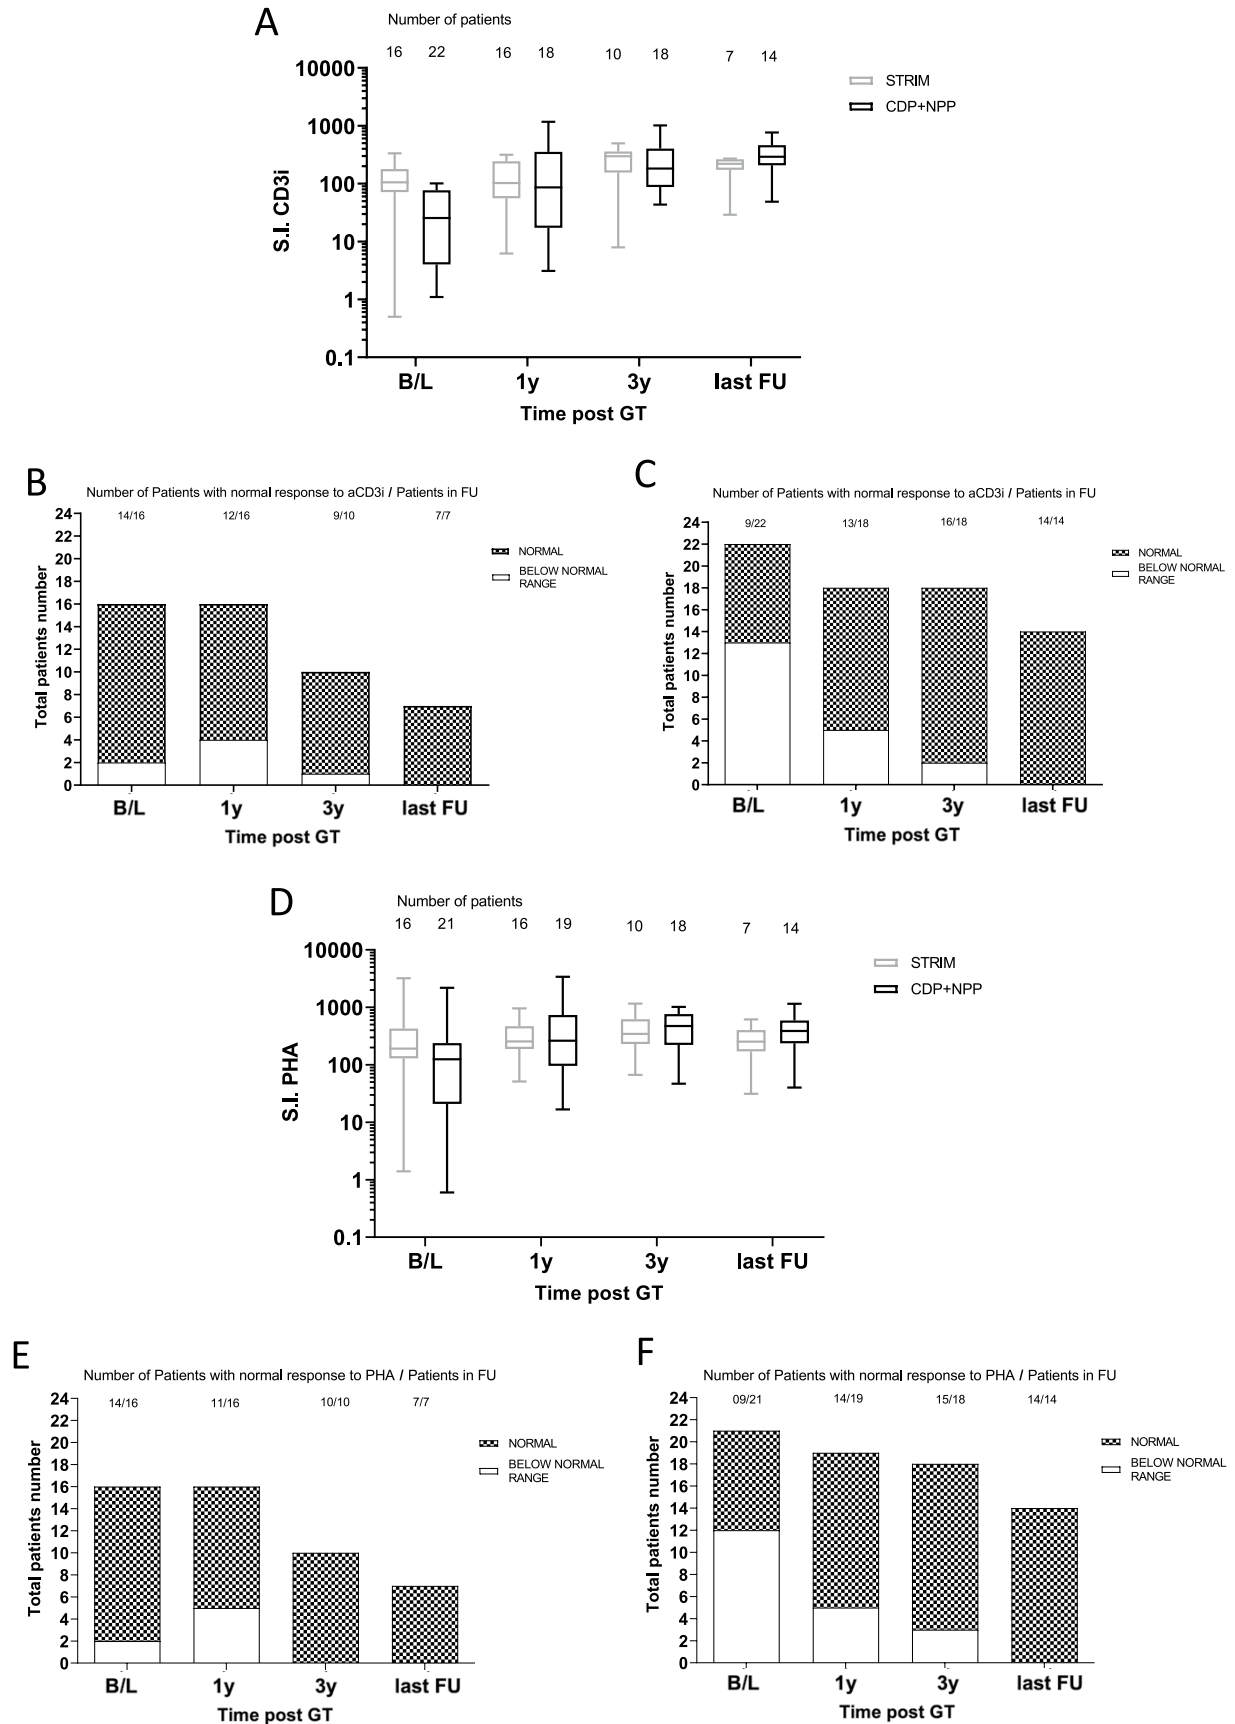 A
Number of patients
16 22 16 18 10 18 7 14
10000
1000
100
10
1
0.1
S.I. CD3i
STRIM
CDP+NPP
B/L 1y 3y last FU
Time post GT
B
Number of Patients with normal response to aCD3i / Patients in FU
14/16 12/16 9/10 7/7
24
22
20
18
16
14
12
10
8
6
4
2
0
Total patients number
NORMAL
BELOW NORMAL
RANGE
B/L 1y 3y last FU
Time post GT
C
Number of Patients with normal response to aCD3i / Patients in FU
9/22 13/18 16/18 14/14
24
22
20
18
16
14
12
10
8
6
4
2
0
Total patients number
NORMAL
BELOW NORMAL
RANGE
B/L 1y 3y last FU
Time post GT
D
Number of patients
16 21 16 19 10 18 7 14
10000
1000
100
10
1
0.1
S.I. PHA
STRIM
CDP+NPP
B/L 1y 3y last FU
Time post GT
E
Number of Patients with normal response to PHA / Patients in FU
14/16 11/16 10/10 7/7
24
22
20
18
16
14
12
10
8
6
4
2
0
Total patients number
NORMAL
BELOW NORMAL
RANGE
B/L 1y 3y last FU
Time post GT
F
Number of Patients with normal response to PHA / Patients in FU
09/21 14/19 15/18 14/14
24
22
20
18
16
14
12
10
8
6
4
2
0
Total patients number
NORMAL
BELOW NORMAL
RANGE
B/L 1y 3y last FU
Time post GT